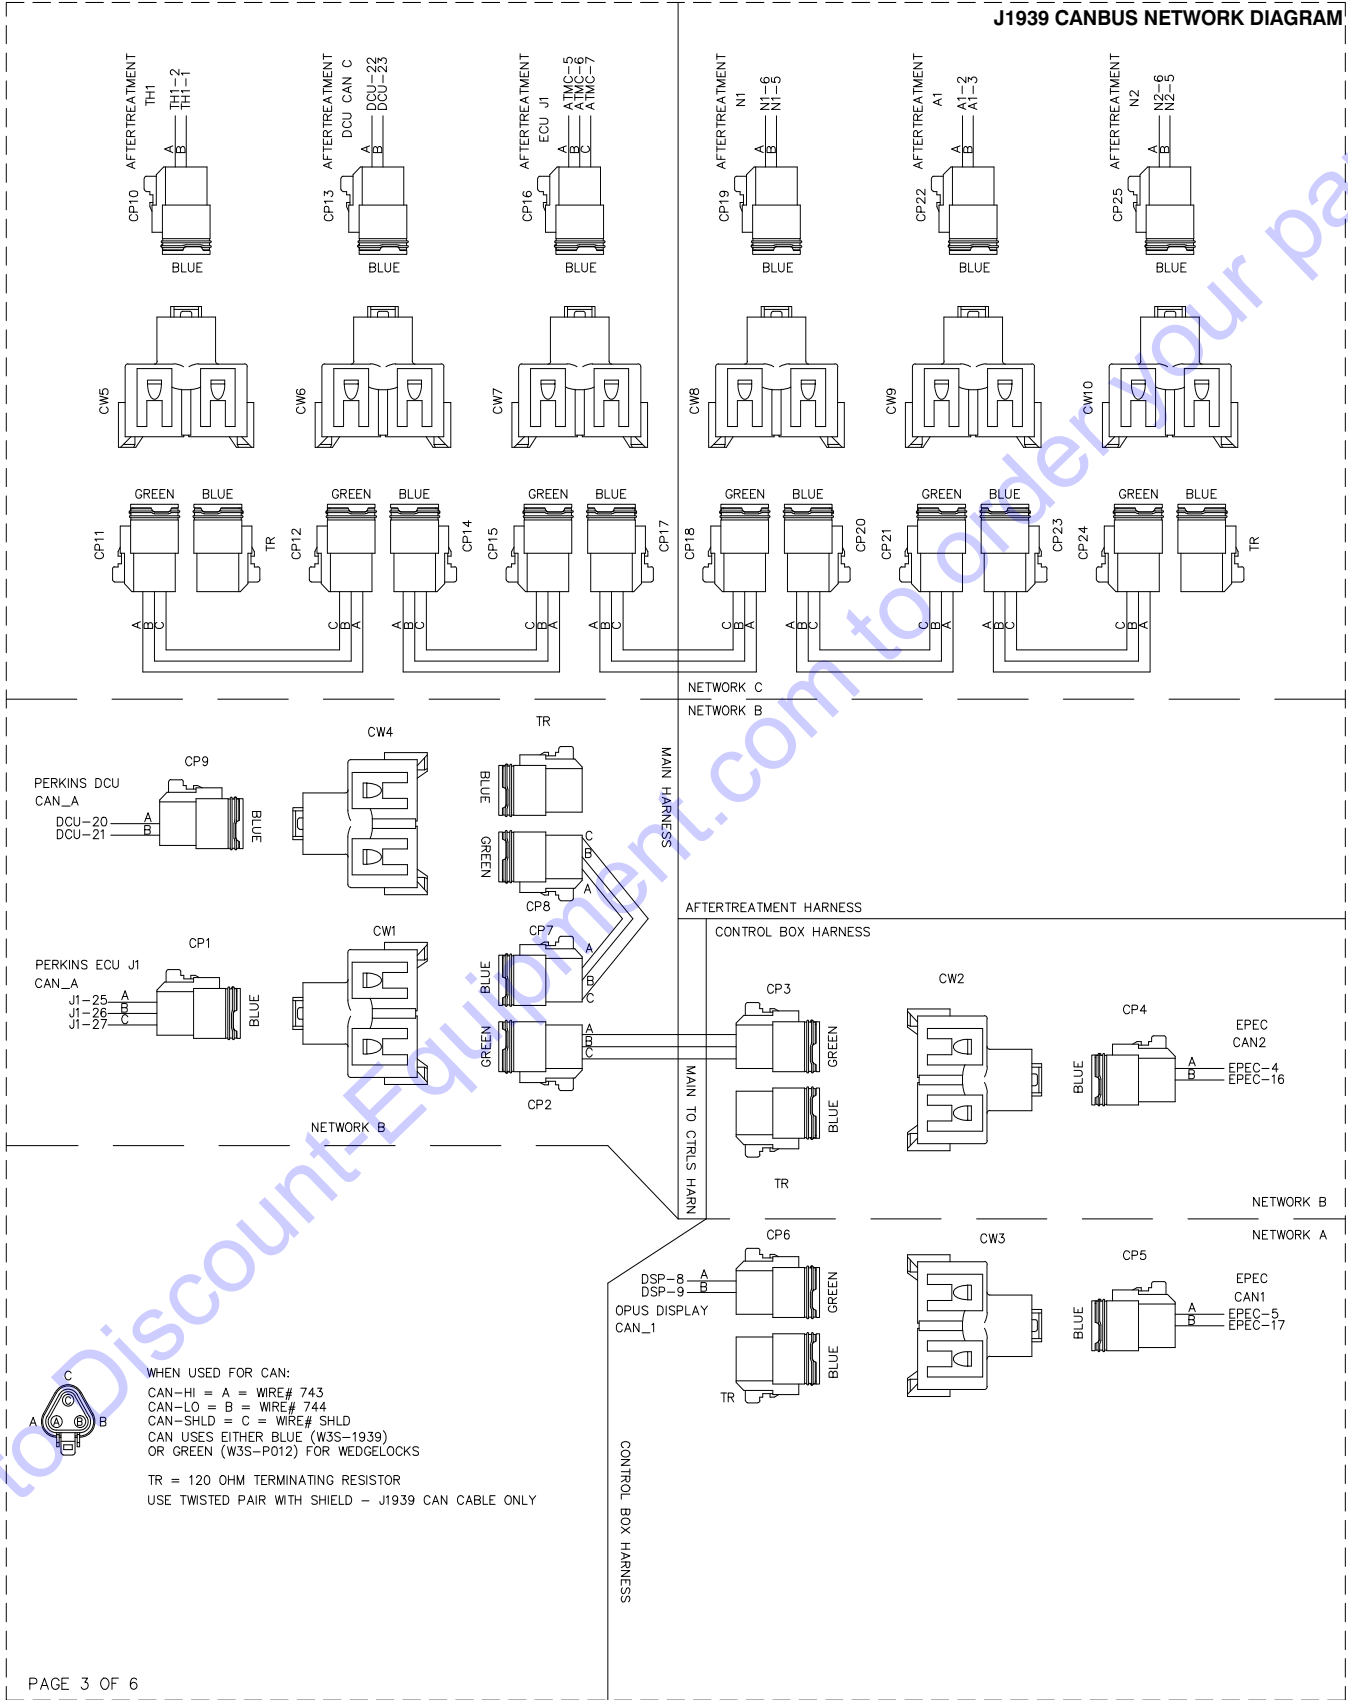 J1939 CANBUS NETWORK DIAGRAM
AFTERTREATMENT
TH1
TH1-2
TH1-1
A
B
CP10
BLUE
AFTERTREATMENT
DCU CAN C
DCU-22
DCU-23
A
B
CP13
BLUE
AFTERTREATMENT
ECU J1
ATMC-5
ATMC-6
ATMC-7
A
B
C
CP16
BLUE
AFTERTREATMENT
N1
N1-6
N1-5
A
B
CP19
BLUE
AFTERTREATMENT
A1
A1-2
A1-3
A
B
CP22
BLUE
AFTERTREATMENT
N2
N2-6
N2-5
A
B
CP25
BLUE
CW5
CW6
CW7
CW8
CW9
CW10
GREEN BLUE
GREEN BLUE
GREEN BLUE
GREEN BLUE
GREEN BLUE
GREEN BLUE
CP11
TR
CP12
CP14
CP15
CP17
CP18
CP20
CP21
CP23
CP24
TR
A B C
C B A
A B C
C B A
A B C
C B A
A B C
C B A
A B C
C B A
NETWORK C
NETWORK B
MAIN HARNESS
CW4
TR
CP9
PERKINS DCU
CAN_A
DCU-20
DCU-21
A
B
BLUE
BLUE
GREEN
C
B
A
CP8
AFTERTREATMENT HARNESS
CONTROL BOX HARNESS
CP1
CW1
CP7
PERKINS ECU J1
CAN_A
J1-25
J1-26
J1-27
A
B
C
BLUE
BLUE
A
B
C
GREEN
A
B
C
CP2
CP3
GREEN
BLUE
TR
CW2
CP4
BLUE
A
B
EPEC
CAN2
EPEC-4
EPEC-16
MAIN TO CTRLS HARN
NETWORK B
NETWORK B
NETWORK A
CP6
DSP-8
DSP-9
A
B
OPUS DISPLAY
CAN_1
GREEN
BLUE
TR
CW3
CP5
BLUE
A
B
EPEC
CAN1
EPEC-5
EPEC-17
C
A
A
B
B
WHEN USED FOR CAN:
CAN-HI = A = WIRE# 743
CAN-LO = B = WIRE# 744
CAN-SHLD = C = WIRE# SHLD
CAN USES EITHER BLUE (W3S-1939)
OR GREEN (W3S-P012) FOR WEDGELOCKS
TR = 120 OHM TERMINATING RESISTOR
USE TWISTED PAIR WITH SHIELD - J1939 CAN CABLE ONLY
CONTROL BOX HARNESS
PAGE 3 OF 6
to Discount-Equipment.com to order your pa